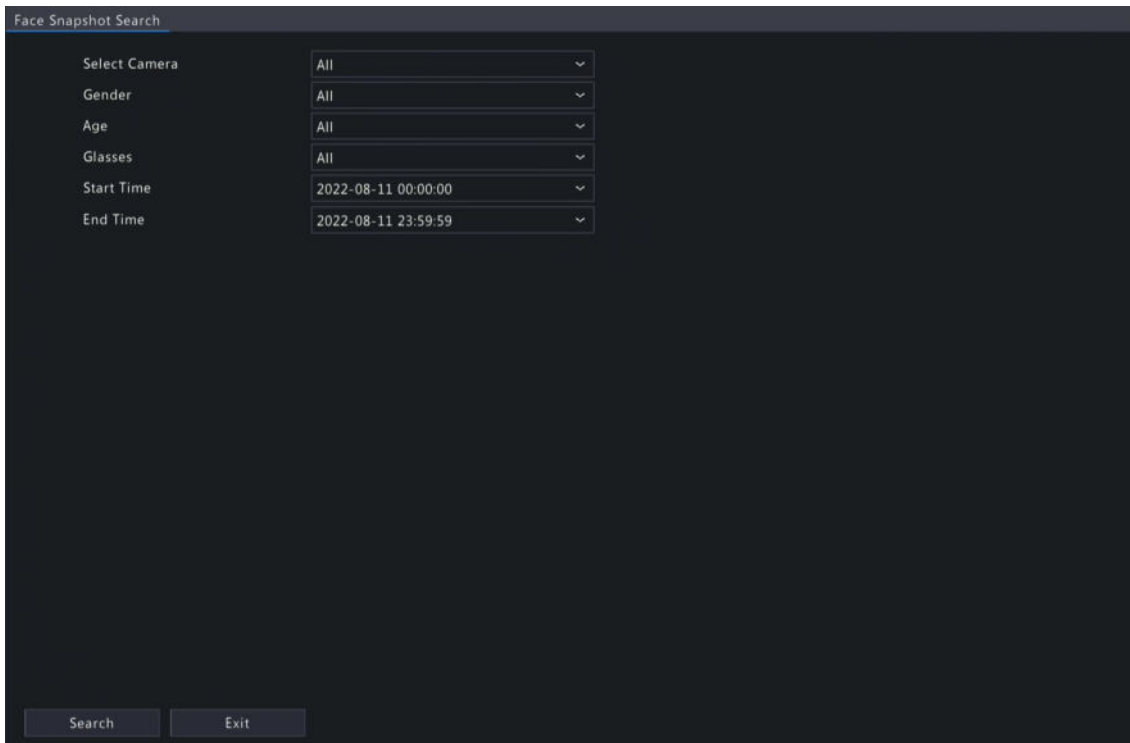 Face Snapshot Search
Select Camera All
Gender All
Age All
Glasses All
Start Time 2022-08-11 00:00:00
End Time 2022-08-11 23:59:59
Search Exit